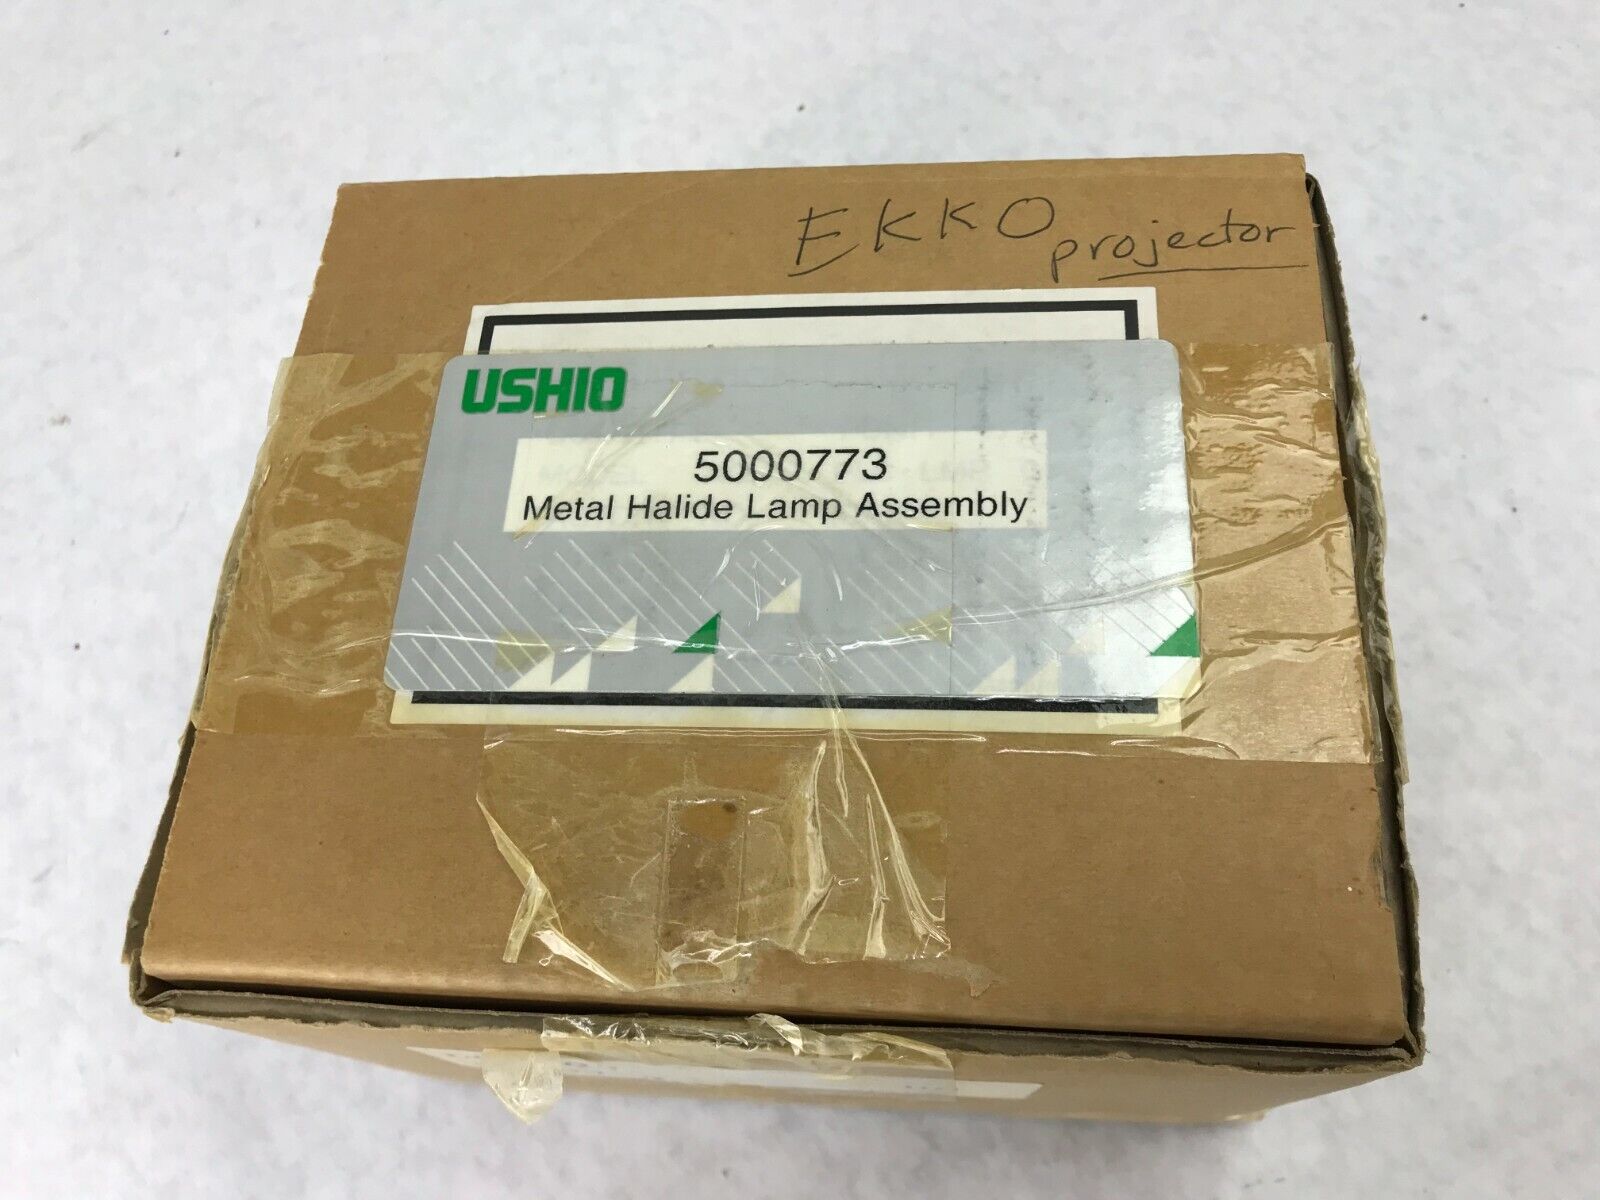 EKKO
projector
USHIO
5000773
Metal Halide Lamp Assembly